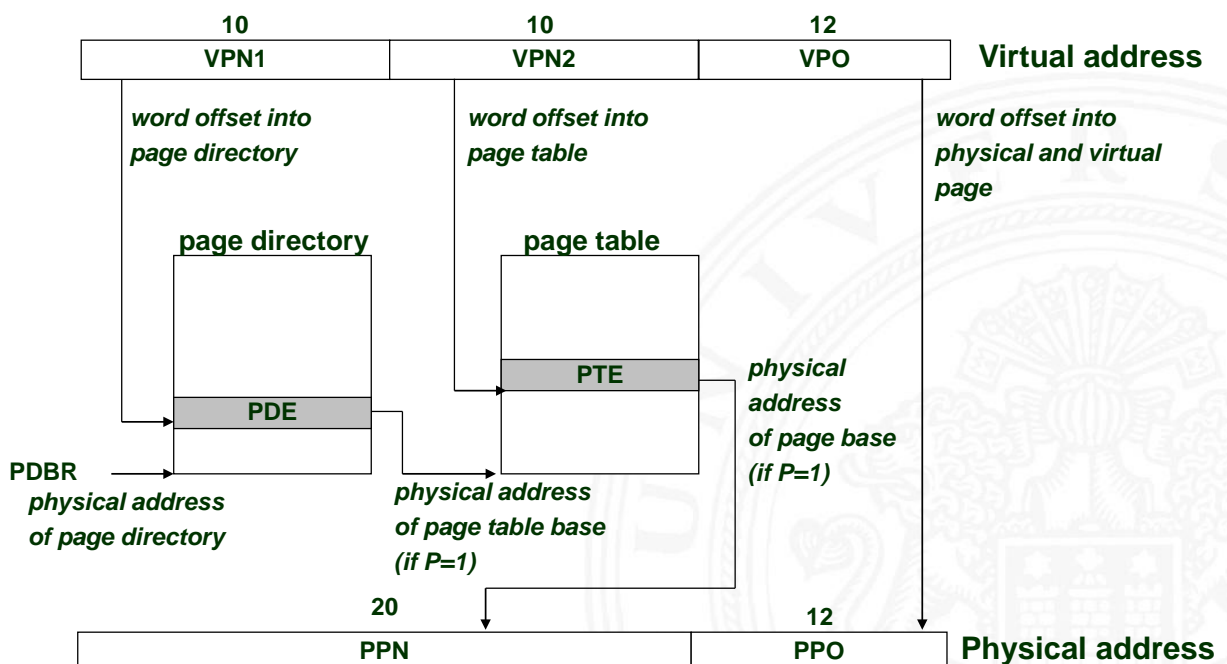 10 10 12
VPN1 VPN2 VPO Virtual address
word offset into
page directory
word offset into
page table
word offset into
physical and virtual
page
page directory
page table
PDE
PTE
physical
address
of page base
(if P=1)
PDBR
physical address
of page directory
physical address
of page table base
(if P=1)
20 12
PPN PPO Physical address
UNIVERS